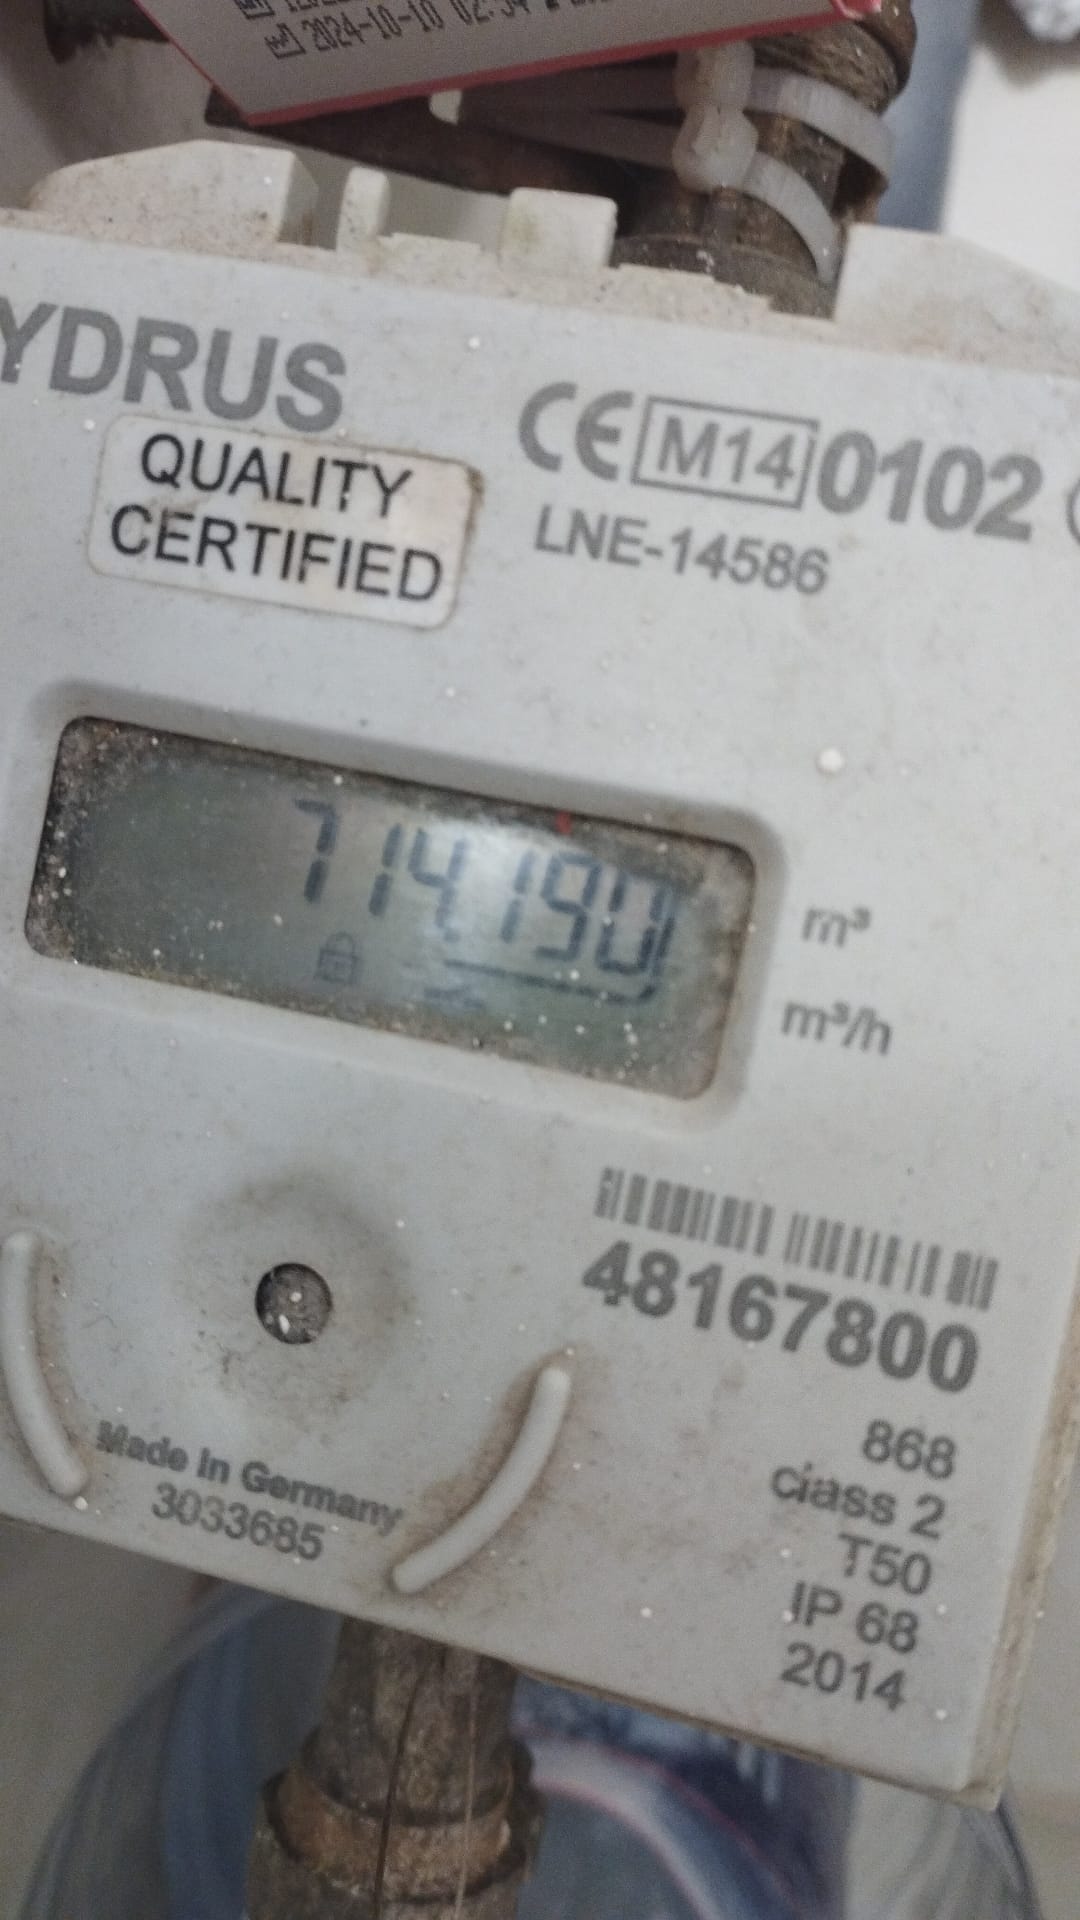 2024-10-10 02:54
YDRUS
QUALITY
CERTIFIED
CE M14 0102
LNE-14586
714.190
m³
m³/h
48167800
868
class 2
T50
IP 68
2014
Made in Germany
3033685